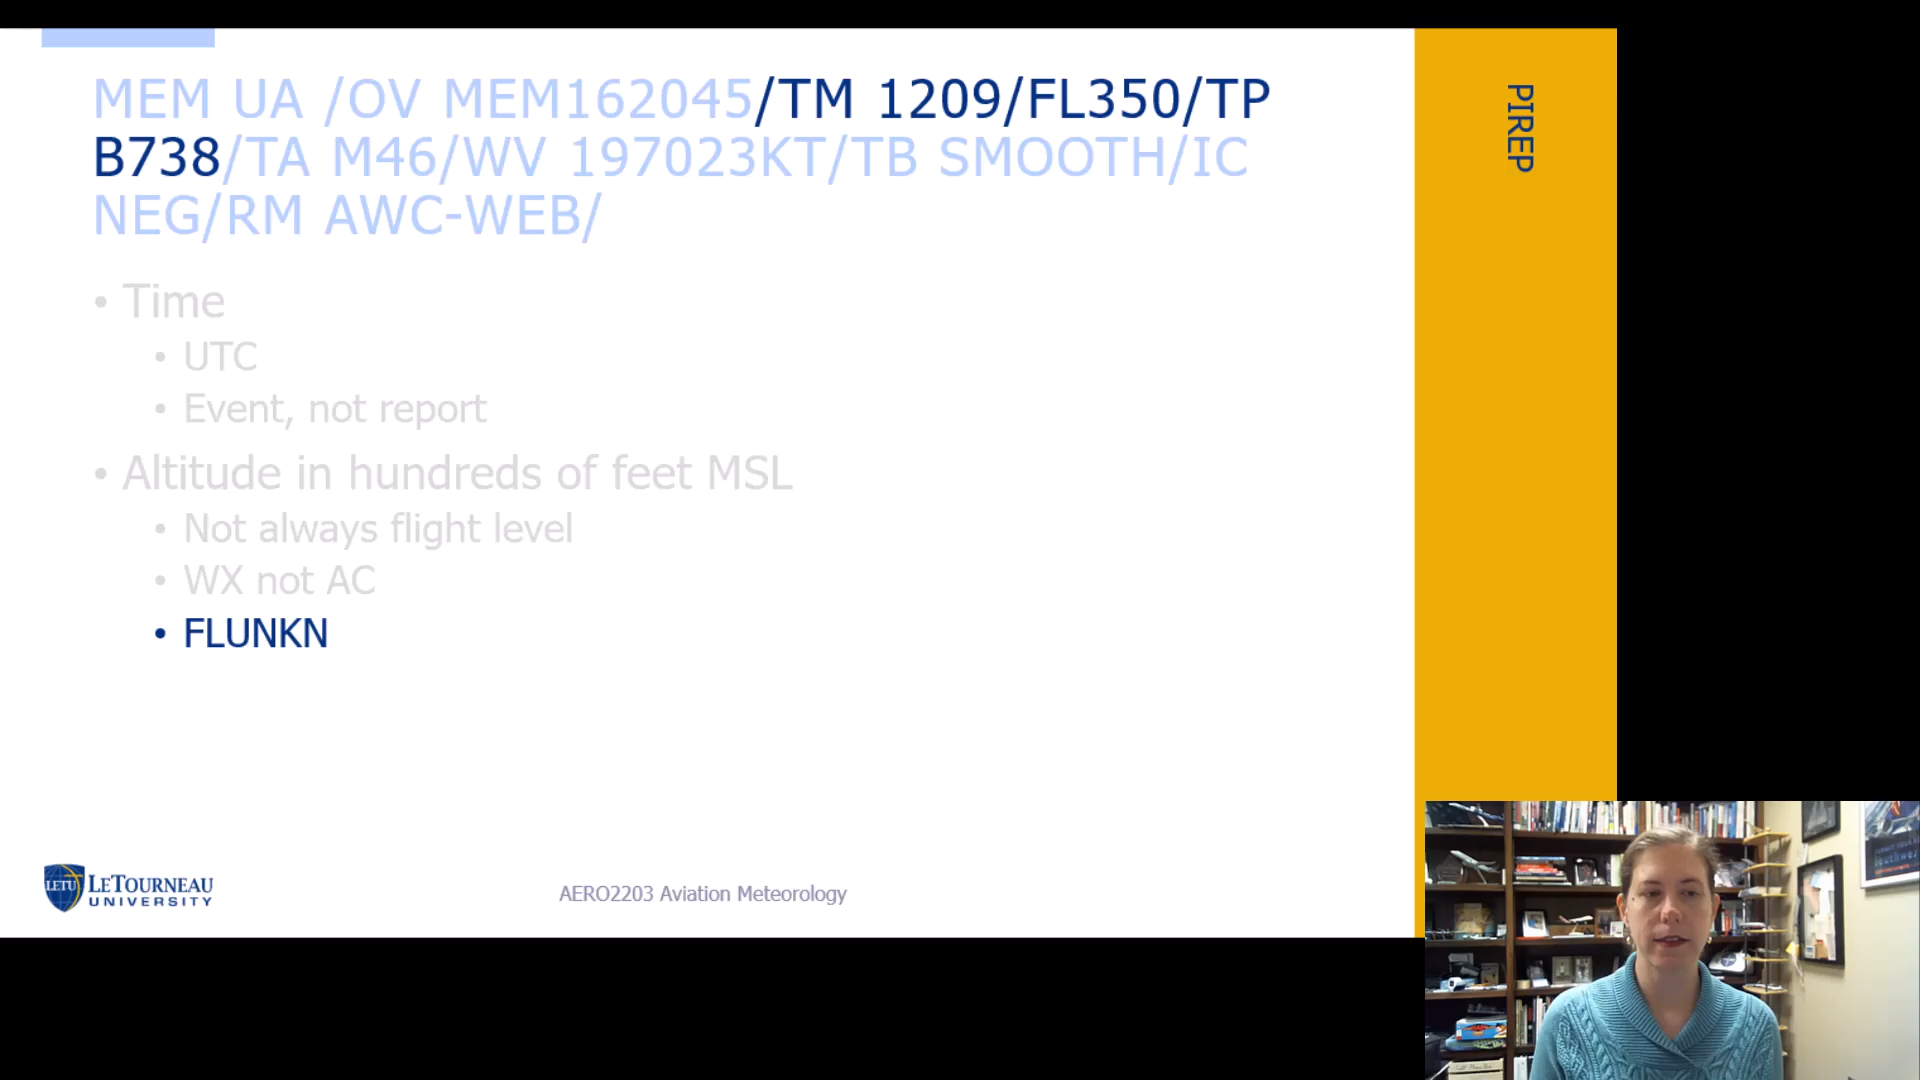 MEM UA /OV MEM162045/TM 1209/FL350/TP
B738/TA M46/WV 197023KT/TB SMOOTH/IC
NEG/RM AWC-WEB/
• Time
• UTC
• Event, not report
• Altitude in hundreds of feet MSL
• Not always flight level
• WX not AC
• FLUNKN
PIREP
LETU
LETOURNEAU
UNIVERSITY
AERO2203 Aviation Meteorology